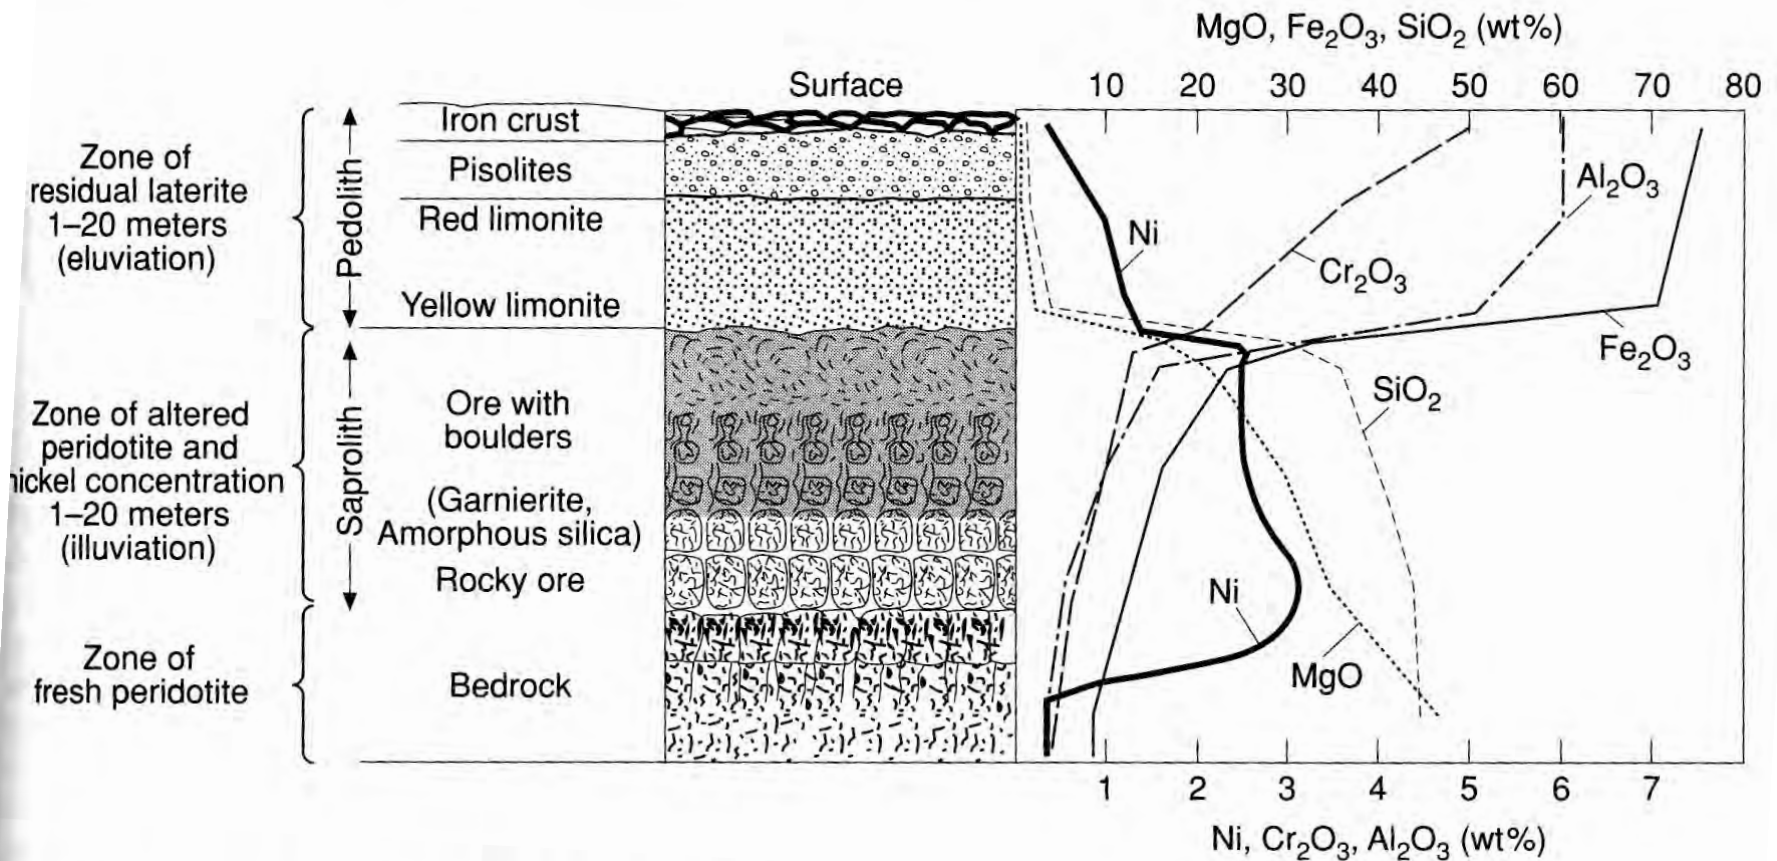 MgO, Fe₂O₃, SiO₂ (wt%)
10 20 30 40 50 60 70 80
Surface
Zone of
residual laterite
1–20 meters
(eluviation)
Pedolith
Iron crust
Pisolites
Red limonite
Yellow limonite
Zone of altered
peridotite and
nickel concentration
1–20 meters
(illuviation)
Saprolith
Ore with
boulders
(Garnierite,
Amorphous silica)
Rocky ore
Zone of
fresh peridotite
Bedrock
Ni
Cr₂O₃
Al₂O₃
Fe₂O₃
SiO₂
Ni
MgO
1 2 3 4 5 6 7
Ni, Cr₂O₃, Al₂O₃ (wt%)